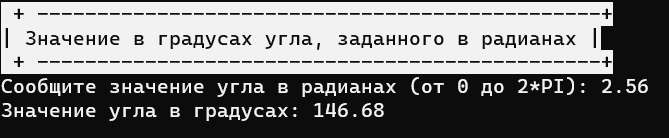 + -----------------------------------------------+
| Значение в градусах угла, заданного в радианах |
+ -----------------------------------------------+
Сообщите значение угла в радианах (от 0 до 2*PI): 2.56
Значение угла в градусах: 146.68